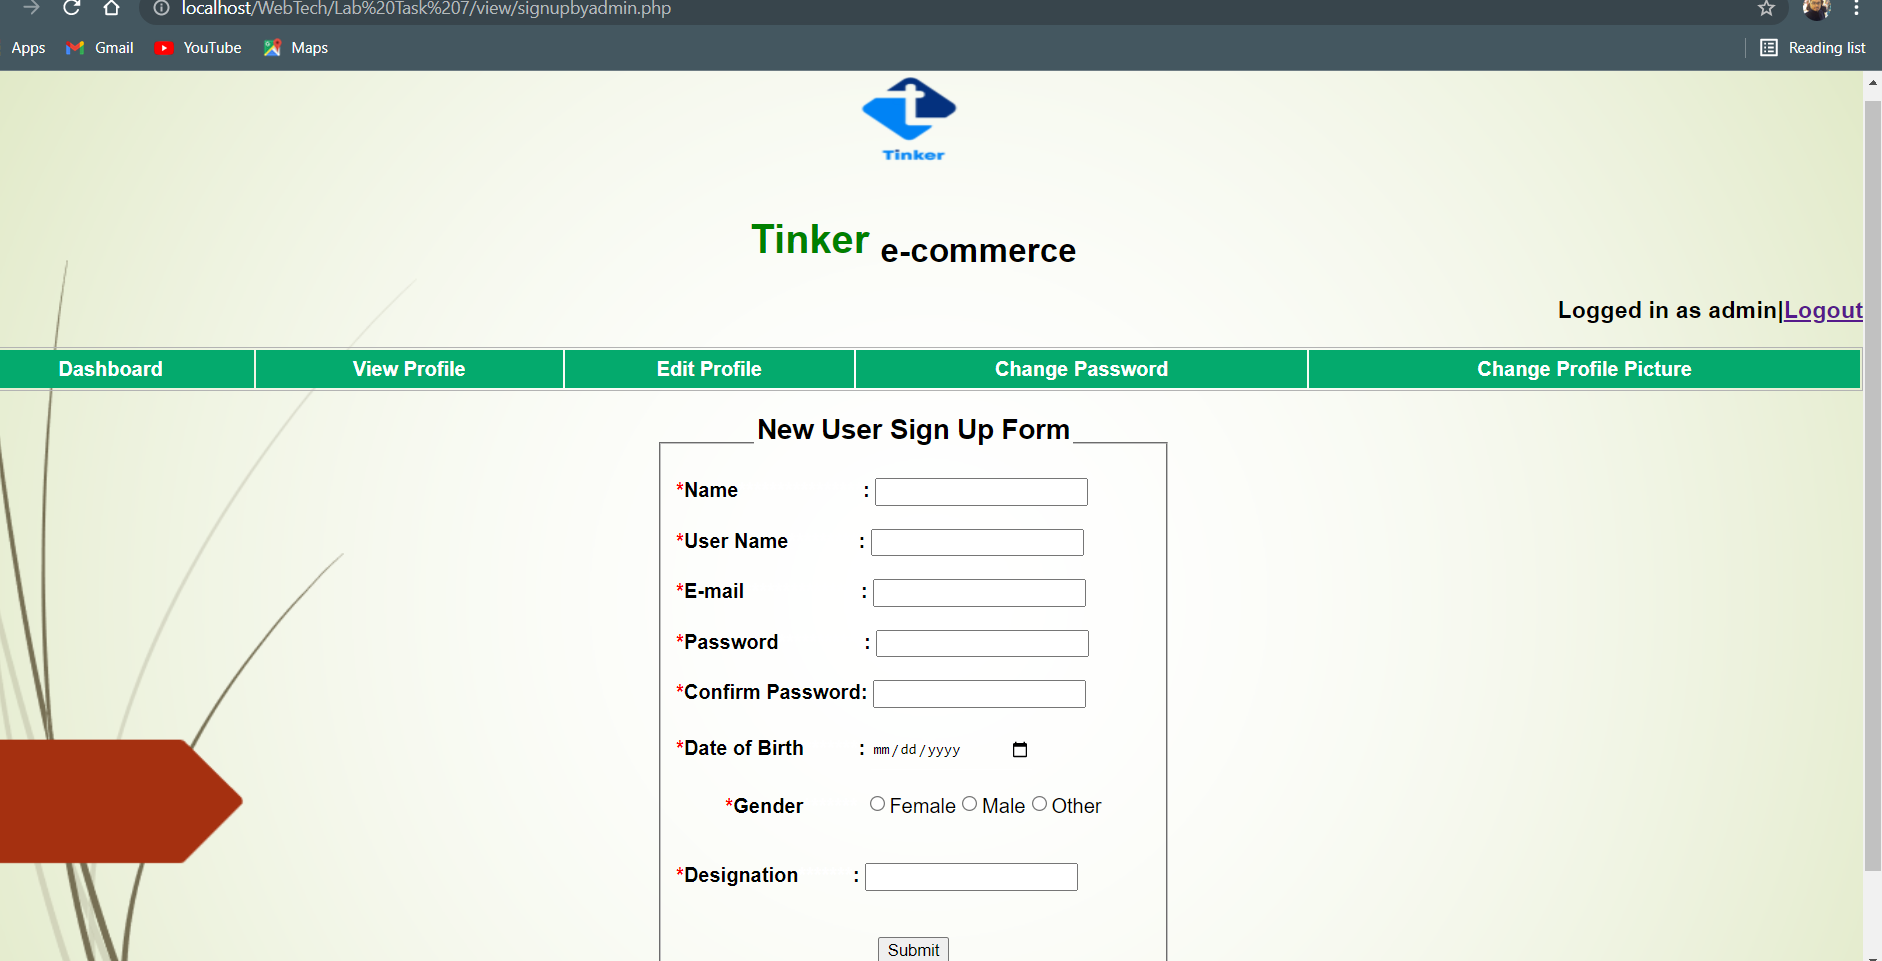 localhost/WebTech/Lab%20Task%207/view/signupbyadmin.php
Apps Gmail YouTube Maps Reading list
Tinker
Tinker e-commerce
Logged in as admin|Logout
Dashboard View Profile Edit Profile Change Password Change Profile Picture
New User Sign Up Form
*Name :
*User Name :
*E-mail :
*Password :
*Confirm Password:
*Date of Birth : mm/dd/yyyy
*Gender Female Male Other
*Designation :
Submit